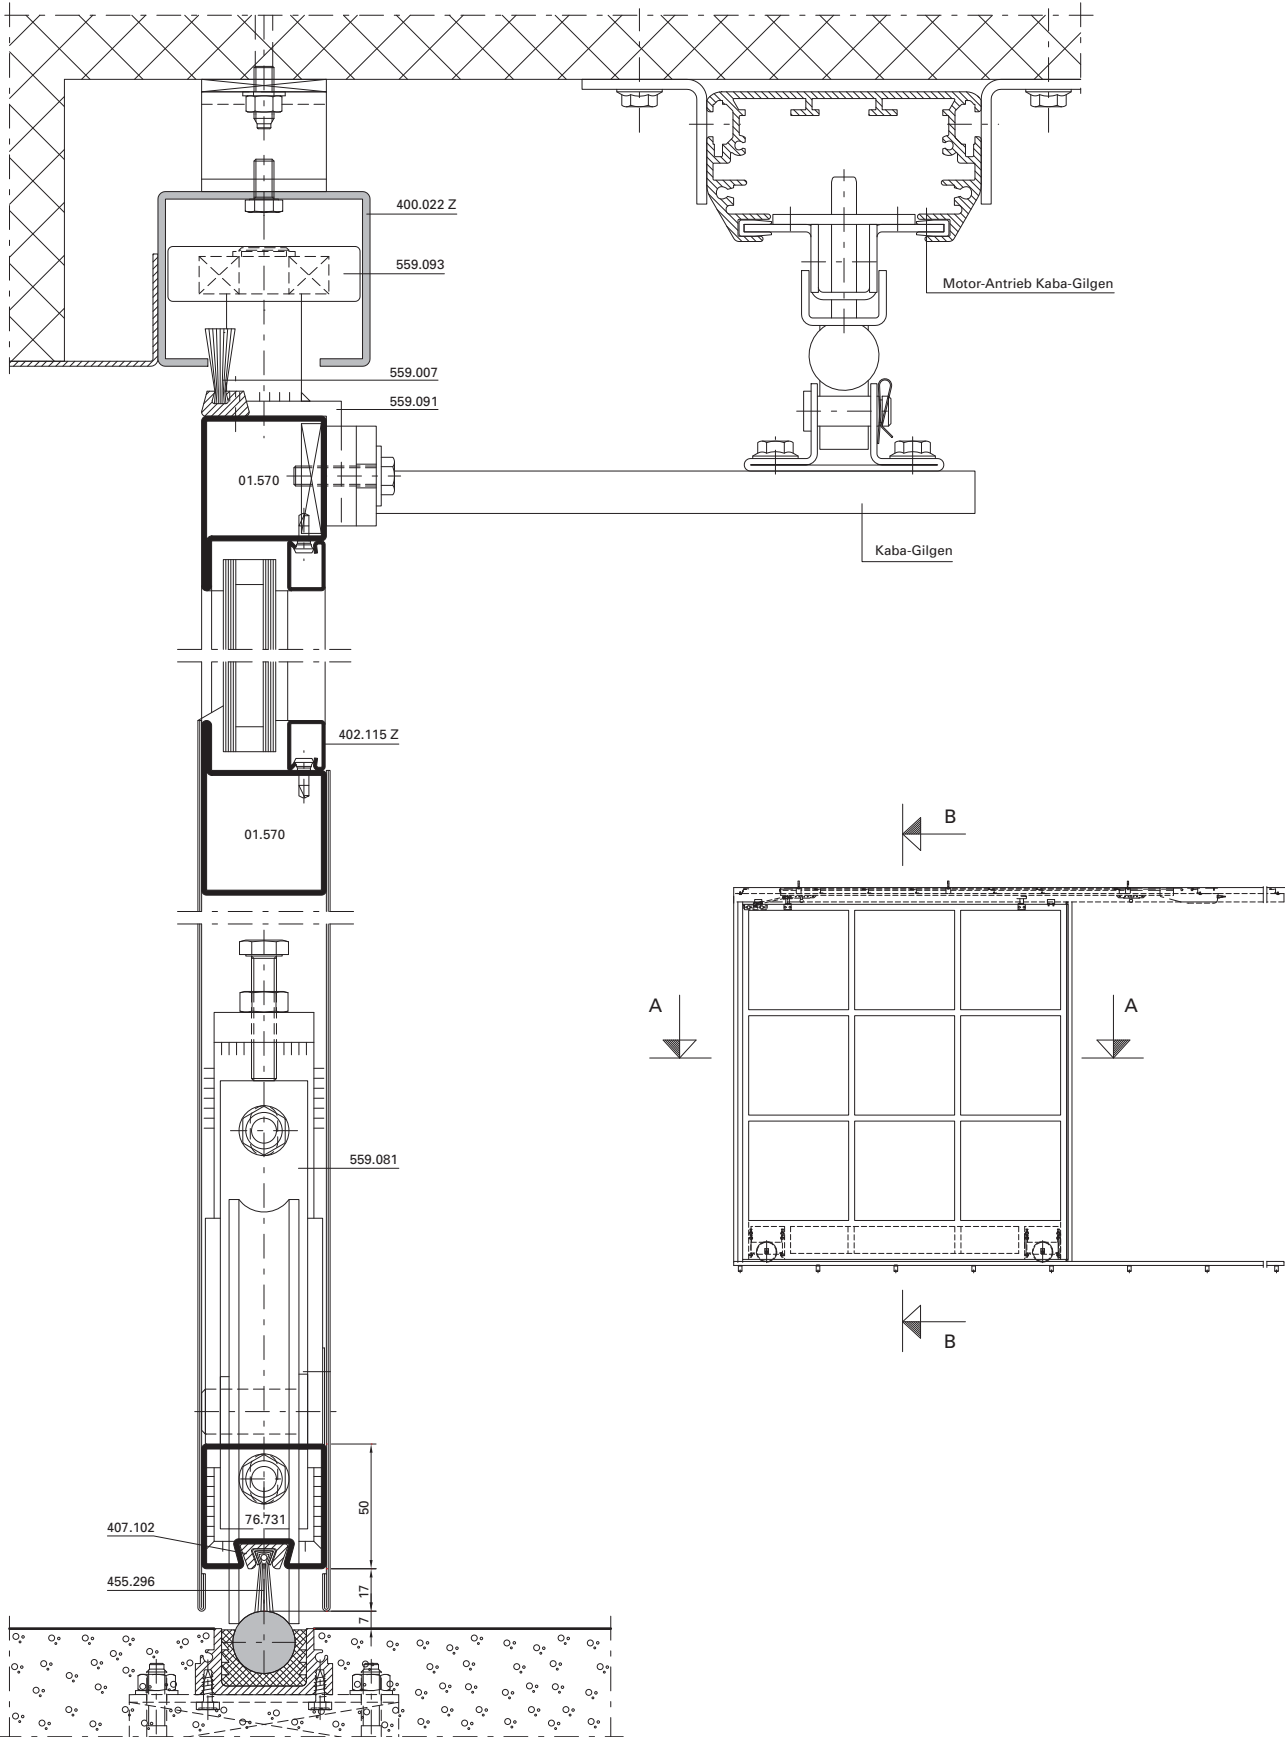 400.022 Z
559.093
Motor-Antrieb Kaba-Gilgen
559.007
559.091
01.570
Kaba-Gilgen
402.115 Z
01.570
B
A
A
559.081
B
50
76.731
407.102
455.296
17
7